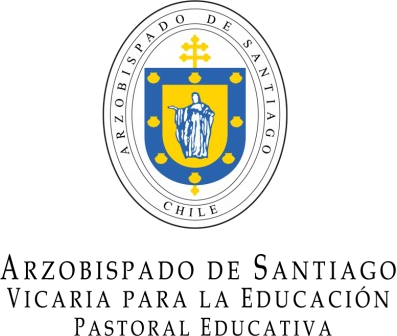 ARZOBISPADO DE SANTIAGO
CHILE
ARZOBISPADO DE SANTIAGO
VICARIA PARA LA EDUCACIÓN
PASTORAL EDUCATIVA